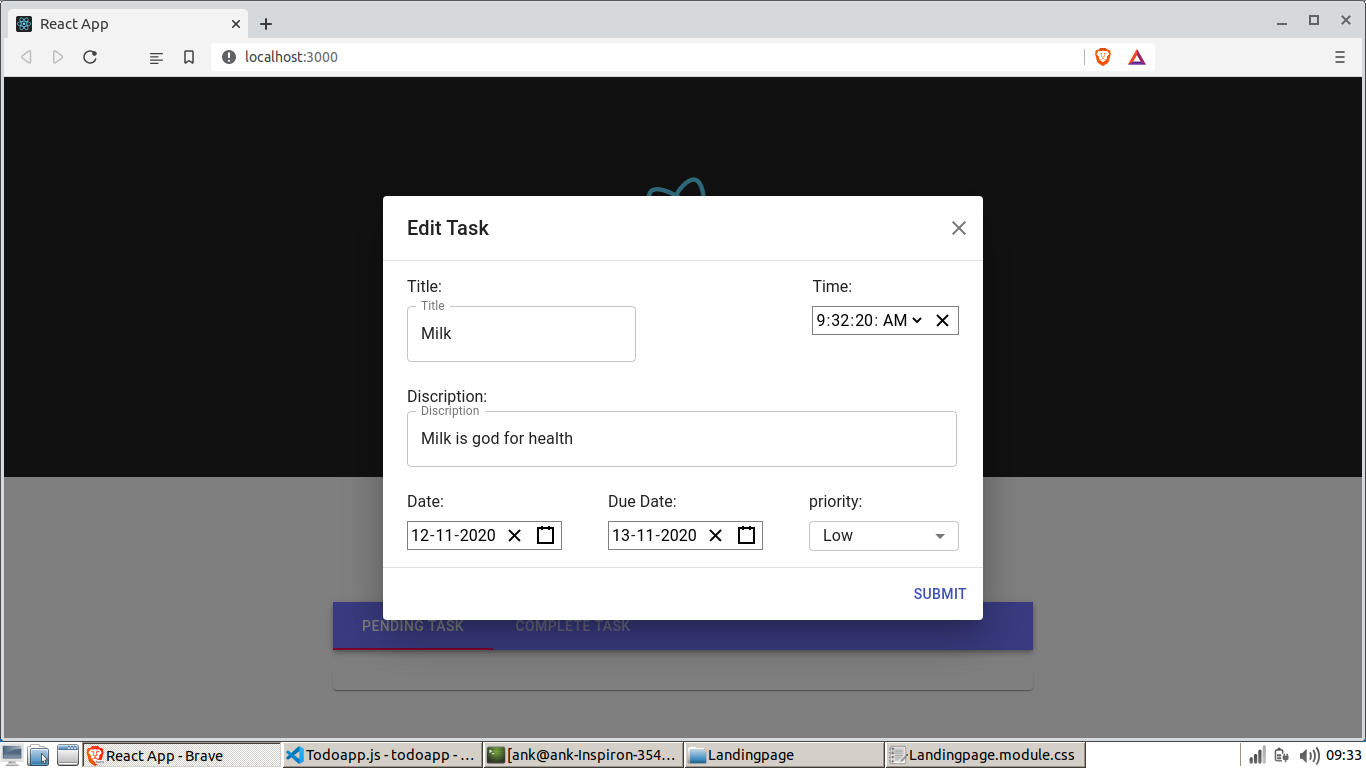 React App
localhost:3000
Edit Task
Title:
Time:
Title
Milk
9:32:20: AM
Discription:
Discription
Milk is god for health
Date:
Due Date:
priority:
12-11-2020
13-11-2020
Low
SUBMIT
PENDING TASK
COMPLETE TASK
React App - Brave
Todoapp.js - todoapp - ...
[ank@ank-Inspiron-354...
Landingpage
Landingpage.module.css
09:33